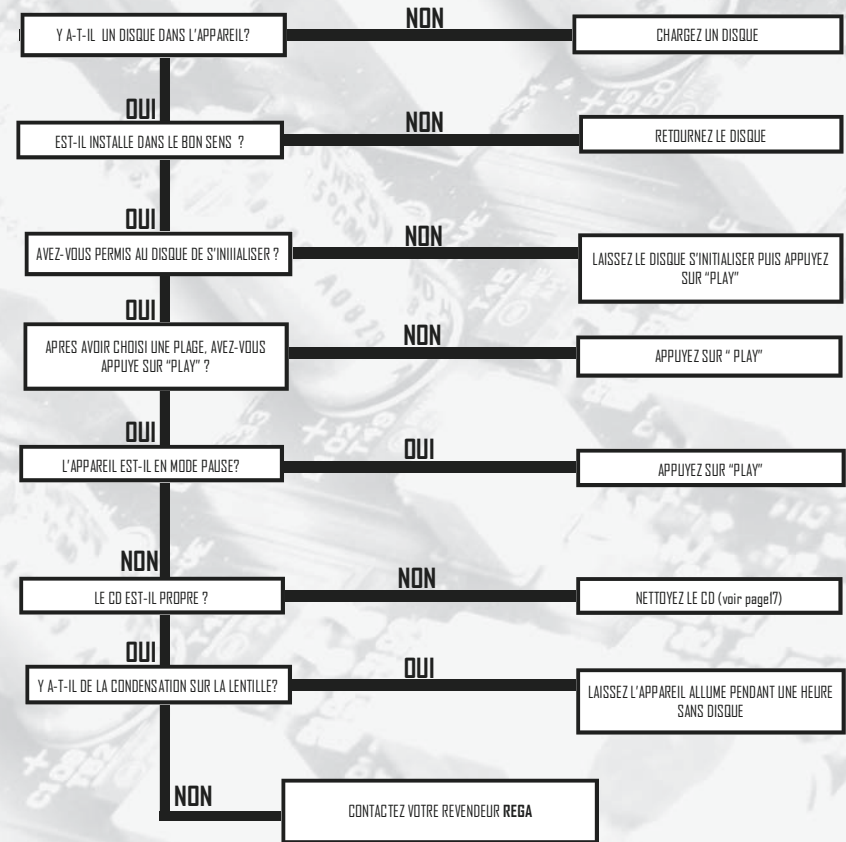 NON
Y A-T-IL UN DISQUE DANS L'APPAREIL?
CHARGEZ UN DISQUE
OUI
NON
EST-IL INSTALLE DANS LE BON SENS ?
RETOURNEZ LE DISQUE
OUI
NON
AVEZ-VOUS PERMIS AU DISQUE DE S'INIIIALISER ?
LAISSEZ LE DISQUE S'INITIALISER PUIS APPUYEZ
SUR "PLAY"
OUI
NON
APRES AVOIR CHOISI UNE PLAGE, AVEZ-VOUS
APPUYE SUR "PLAY" ?
APPUYEZ SUR " PLAY"
OUI
OUI
L'APPAREIL EST-IL EN MODE PAUSE?
APPUYEZ SUR "PLAY"
NON
NON
LE CD EST-IL PROPRE ?
NETTOYEZ LE CD (voir page17)
OUI
OUI
Y A-T-IL DE LA CONDENSATION SUR LA LENTILLE?
LAISSEZ L'APPAREIL ALLUME PENDANT UNE HEURE
SANS DISQUE
NON
CONTACTEZ VOTRE REVENDEUR REGA